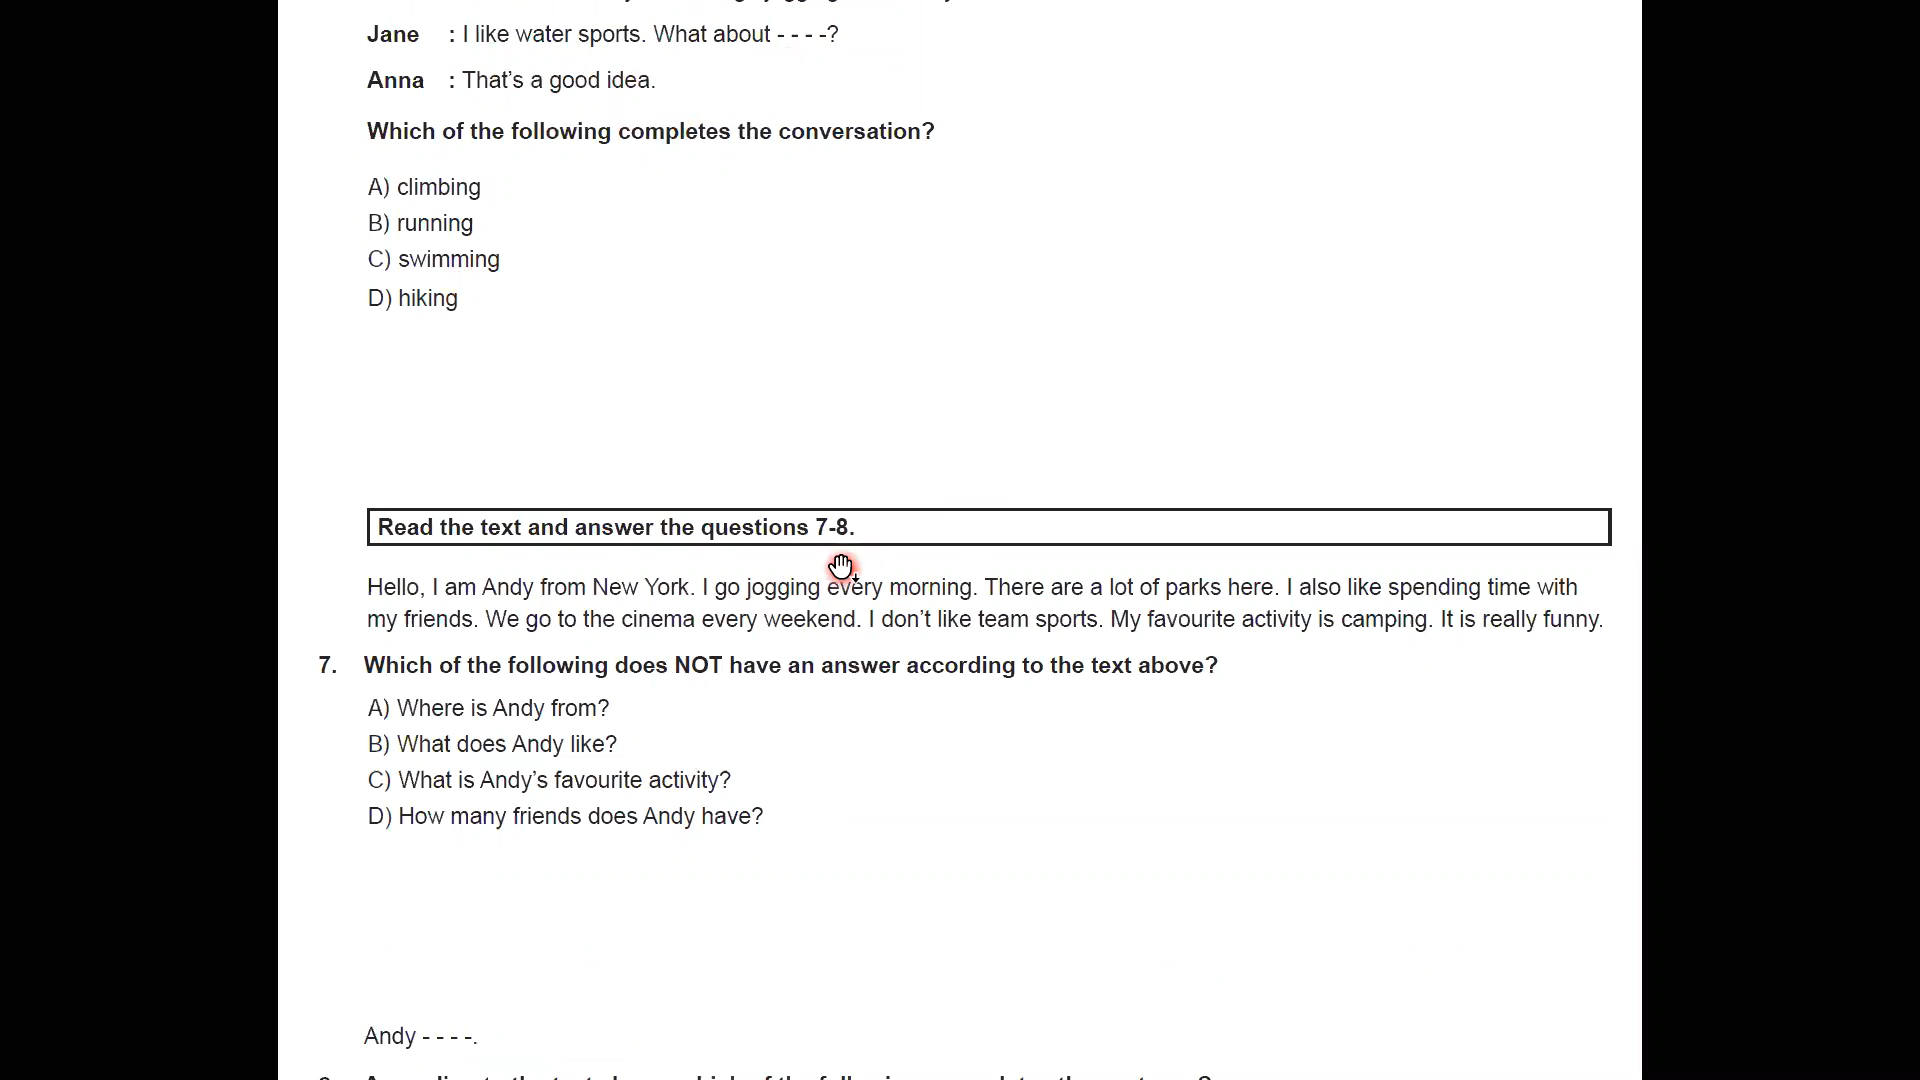 Jane : I like water sports. What about - - - -?
Anna : That’s a good idea.
Which of the following completes the conversation?
A) climbing
B) running
C) swimming
D) hiking
Read the text and answer the questions 7-8.
Hello, I am Andy from New York. I go jogging every morning. There are a lot of parks here. I also like spending time with
my friends. We go to the cinema every weekend. I don’t like team sports. My favourite activity is camping. It is really funny.
7. Which of the following does NOT have an answer according to the text above?
A) Where is Andy from?
B) What does Andy like?
C) What is Andy’s favourite activity?
D) How many friends does Andy have?
Andy - - - -.